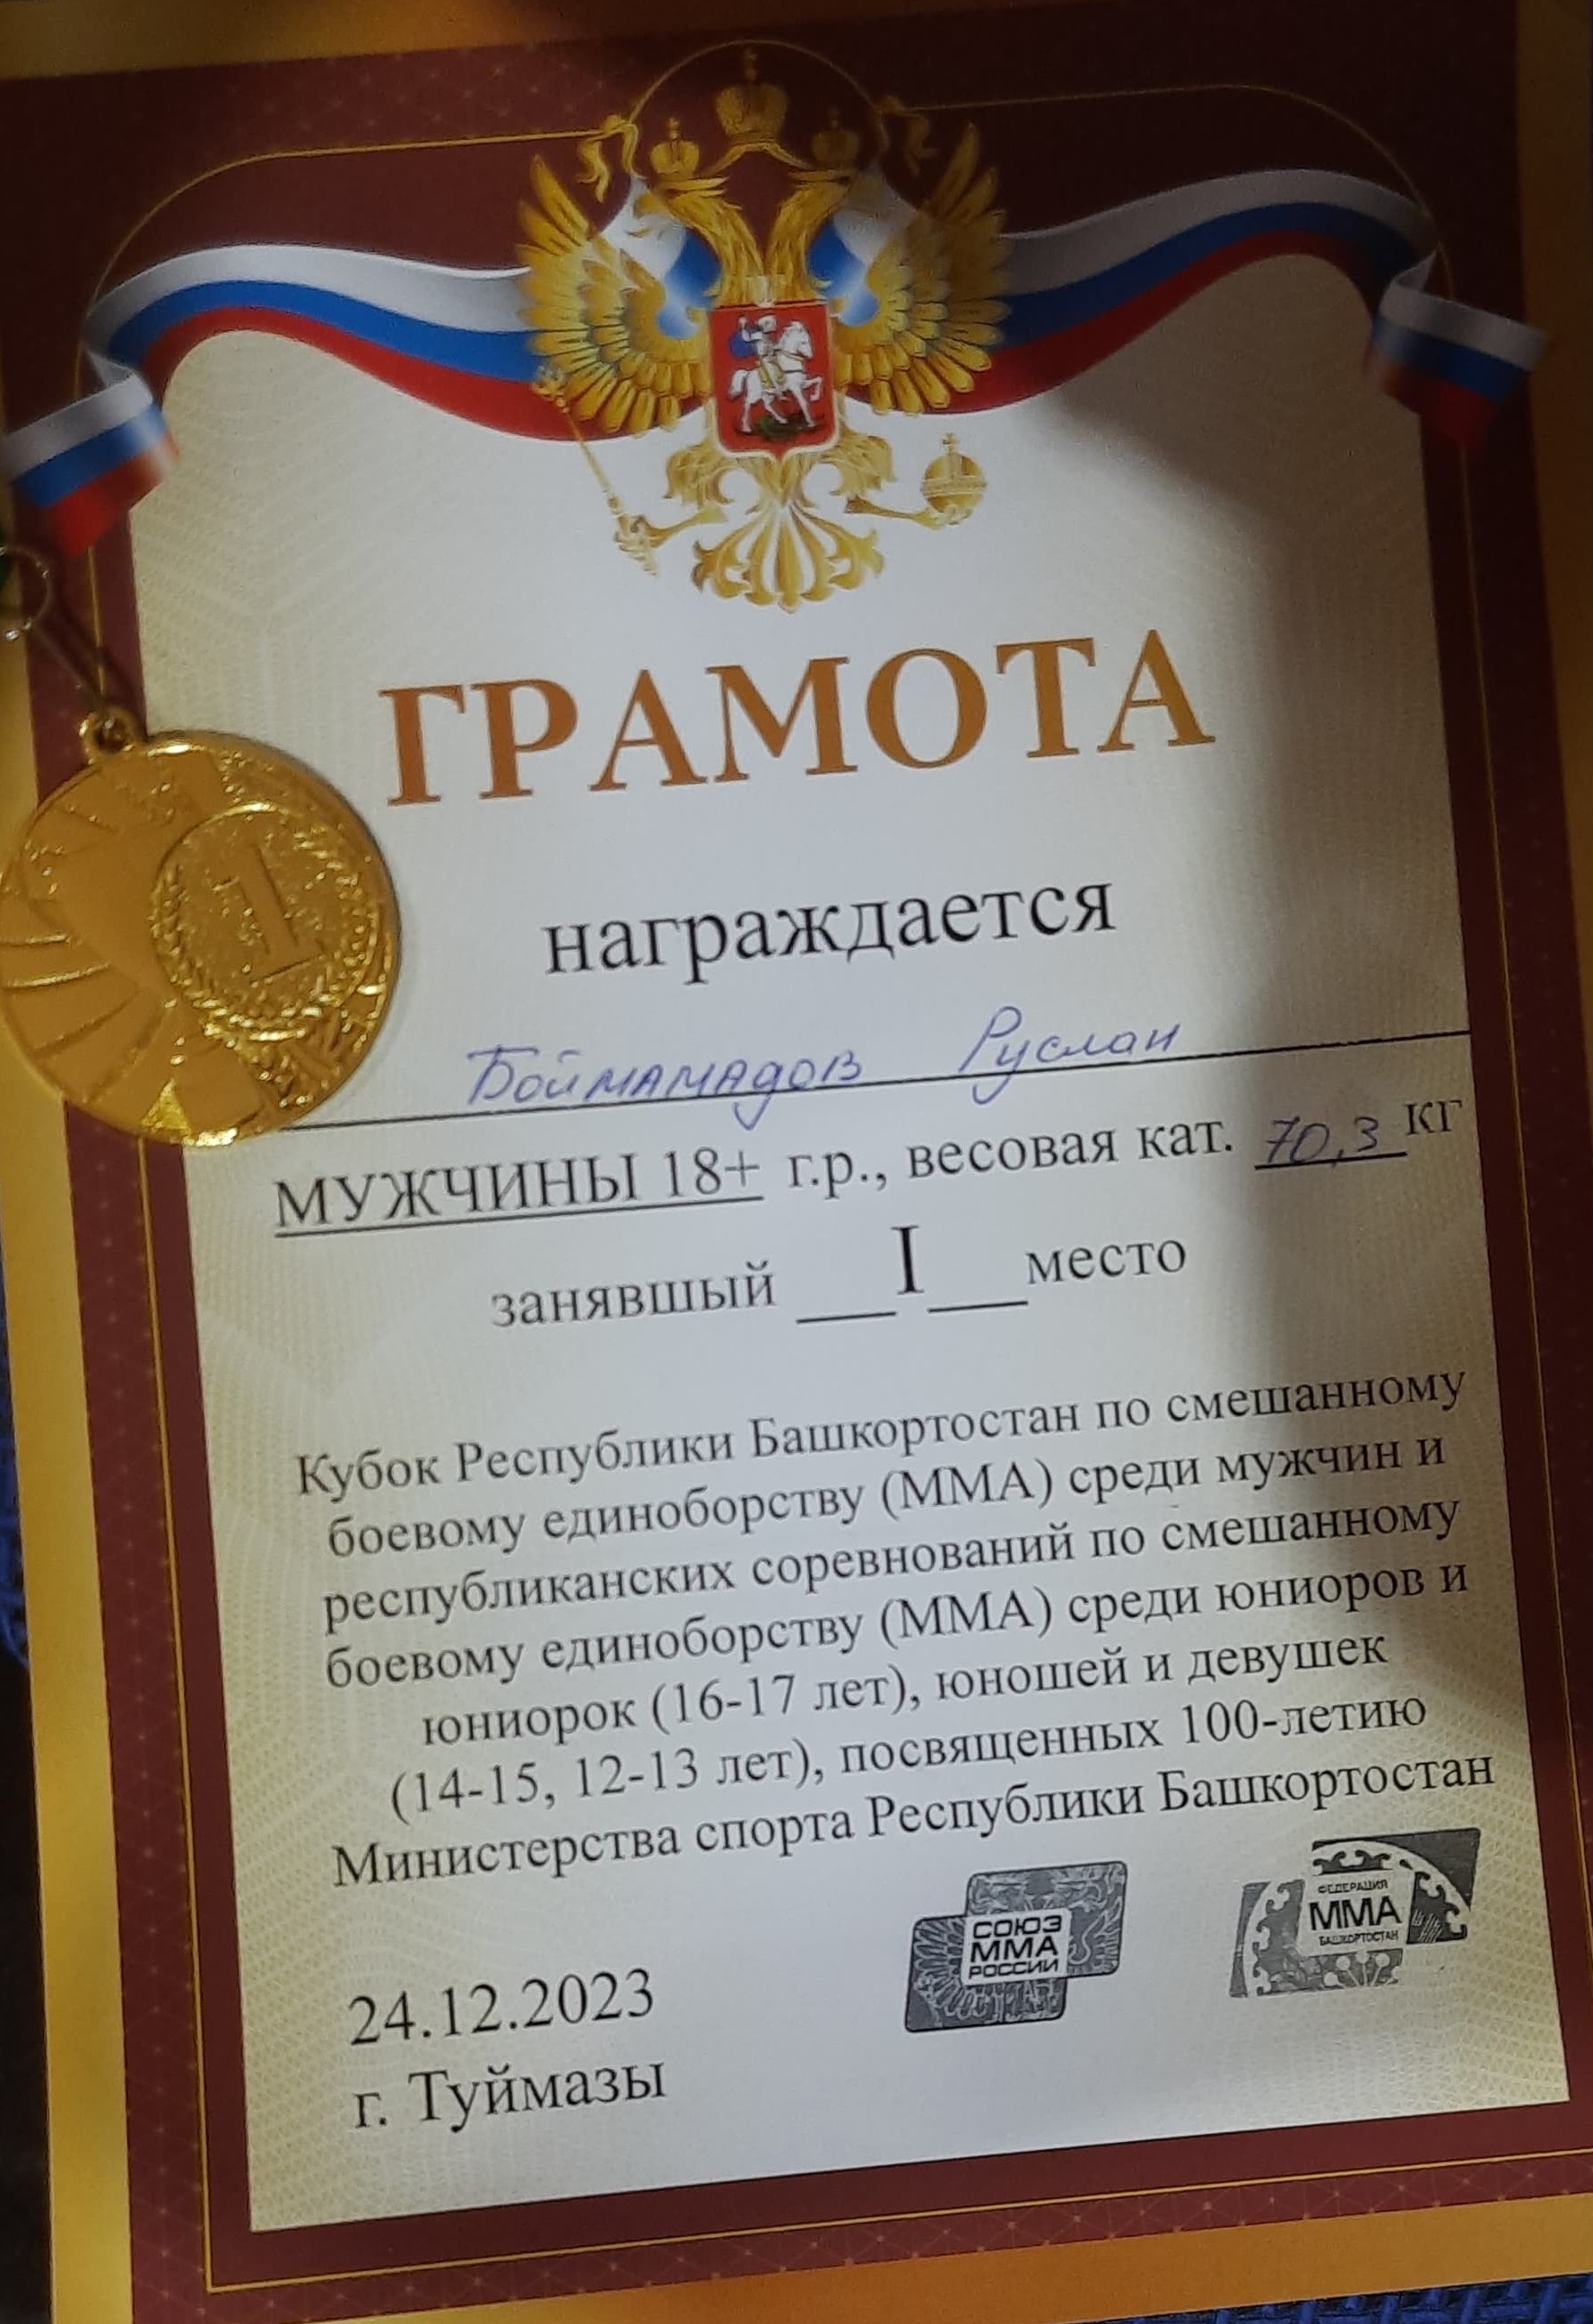 ГРАМОТА
награждается
Боймамадов Руслан
МУЖЧИНЫ 18+ г.р., весовая кат. 70,3 кг
занявший I место
Кубок Республики Башкортостан по смешанному
боевому единоборству (ММА) среди мужчин и
республиканских соревнований по смешанному
боевому единоборству (ММА) среди юниоров и
юниорок (16-17 лет), юношей и девушек
(14-15, 12-13 лет), посвященных 100-летию
Министерства спорта Республики Башкортостан
СОЮЗ
ММА
РОССИИ
ФЕДЕРАЦИЯ
ММА
БАШКОРТОСТАН
24.12.2023
г. Туймазы
1